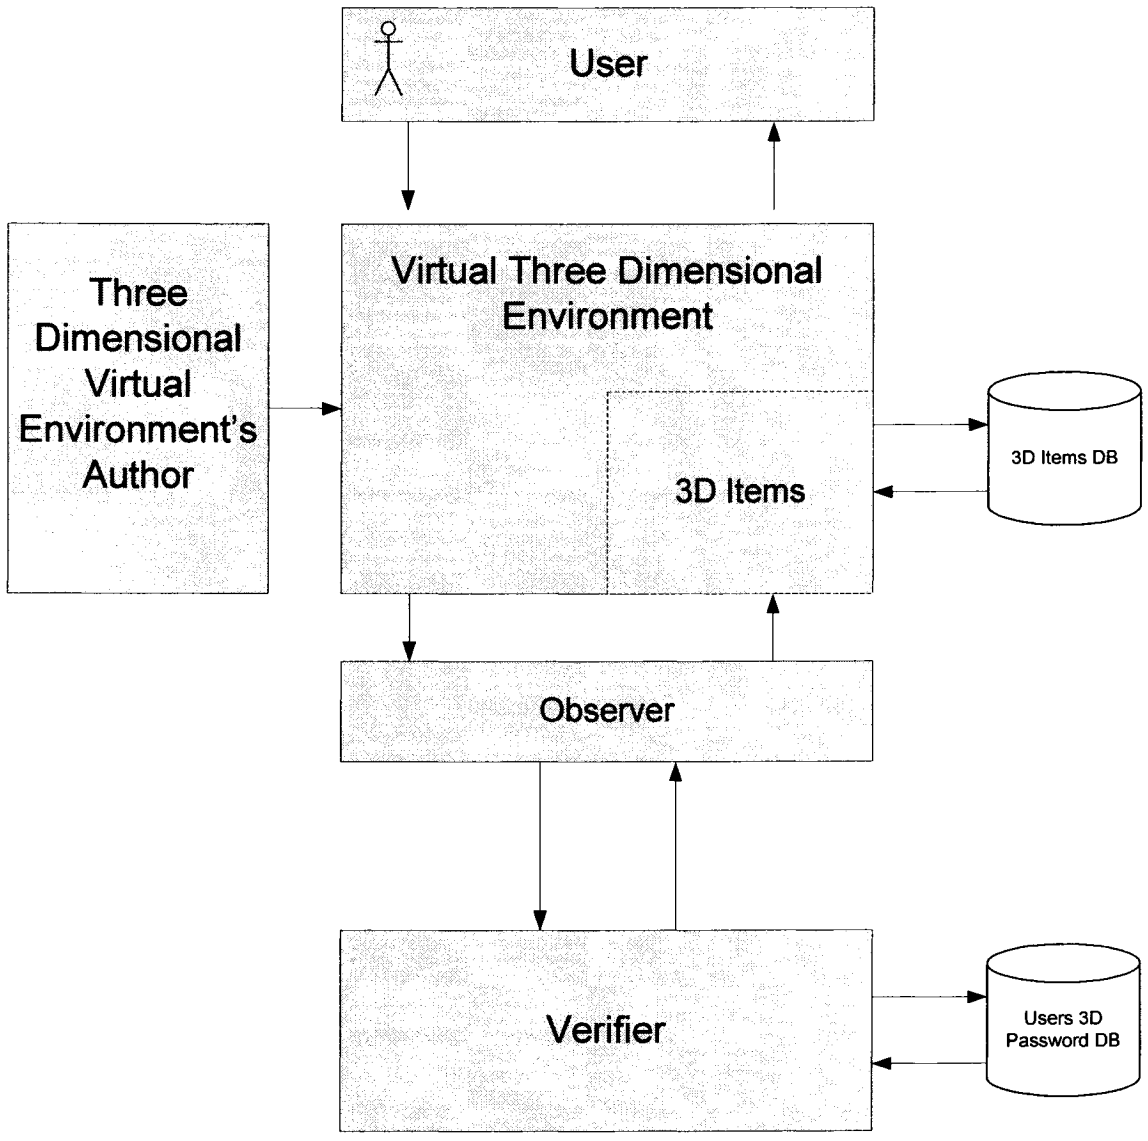 User
Three
Dimensional
Virtual
Environment's
Author
Virtual Three Dimensional
Environment
3D Items
3D Items DB
Observer
Verifier
Users 3D
Password DB